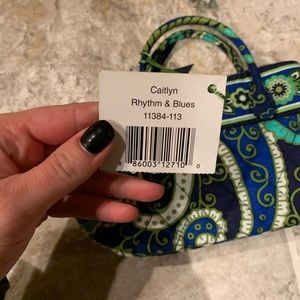 Caitlyn
Rhythm & Blues
11384-113
86003 12710 0